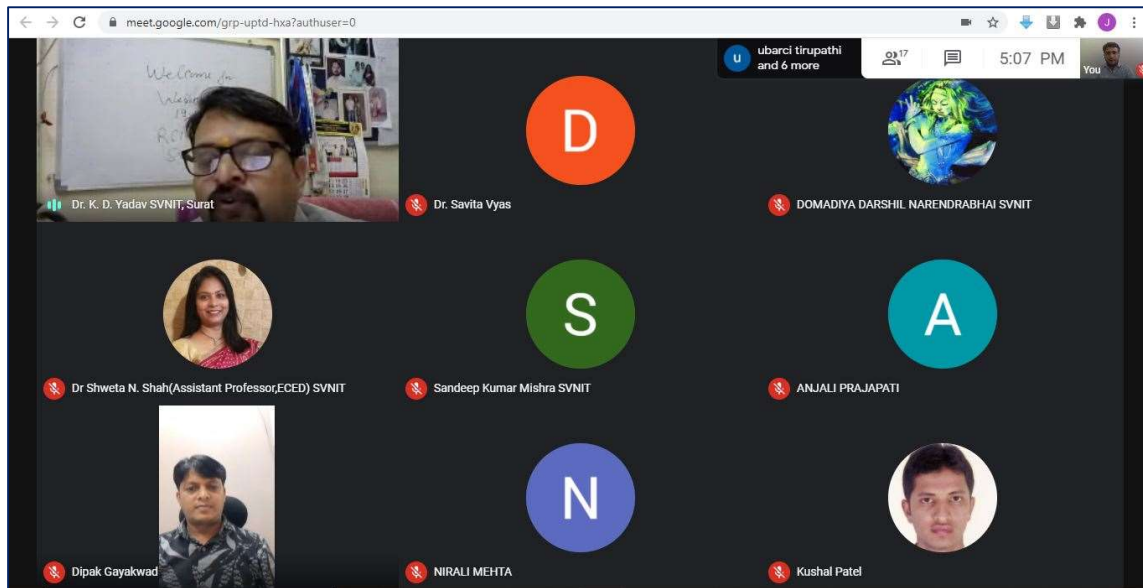 meet.google.com/grp-uptd-hxa?authuser=0
J
u
ubarci tirupathi
and 6 more
17
5:07 PM
You
Welcome
Dr. K. D. Yadav SVNIT, Surat
D
Dr. Savita Vyas
DOMADIYA DARSHIL NARENDRABHAI SVNIT
Dr Shweta N. Shah(Assistant Professor,ECED) SVNIT
S
Sandeep Kumar Mishra SVNIT
A
ANJALI PRAJAPATI
Dipak Gayakwad
N
NIRALI MEHTA
Kushal Patel